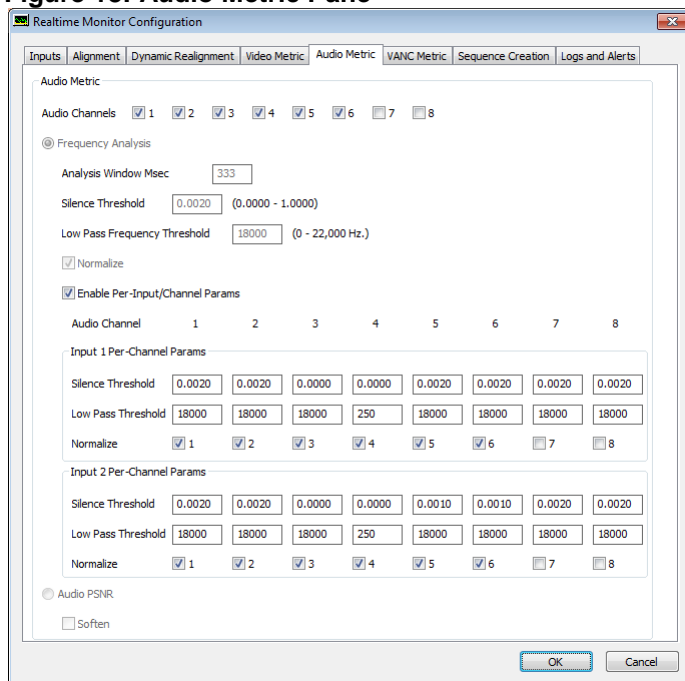 Realtime Monitor Configuration
Inputs Alignment Dynamic Realignment Video Metric Audio Metric VANC Metric Sequence Creation Logs and Alerts
Audio Metric
Audio Channels 1 2 3 4 5 6 7 8
Frequency Analysis
Analysis Window Msec 333
Silence Threshold 0.0020 (0.0000 - 1.0000)
Low Pass Frequency Threshold 18000 (0 - 22,000 Hz.)
Normalize
Enable Per-Input/Channel Params
Audio Channel 1 2 3 4 5 6 7 8
Input 1 Per-Channel Params
Silence Threshold 0.0020 0.0020 0.0000 0.0000 0.0020 0.0020 0.0020 0.0020
Low Pass Threshold 18000 18000 18000 250 18000 18000 18000 18000
Normalize 1 2 3 4 5 6 7 8
Input 2 Per-Channel Params
Silence Threshold 0.0020 0.0020 0.0000 0.0000 0.0010 0.0010 0.0020 0.0020
Low Pass Threshold 18000 18000 18000 250 18000 18000 18000 18000
Normalize 1 2 3 4 5 6 7 8
Audio PSNR
Soften
OK Cancel